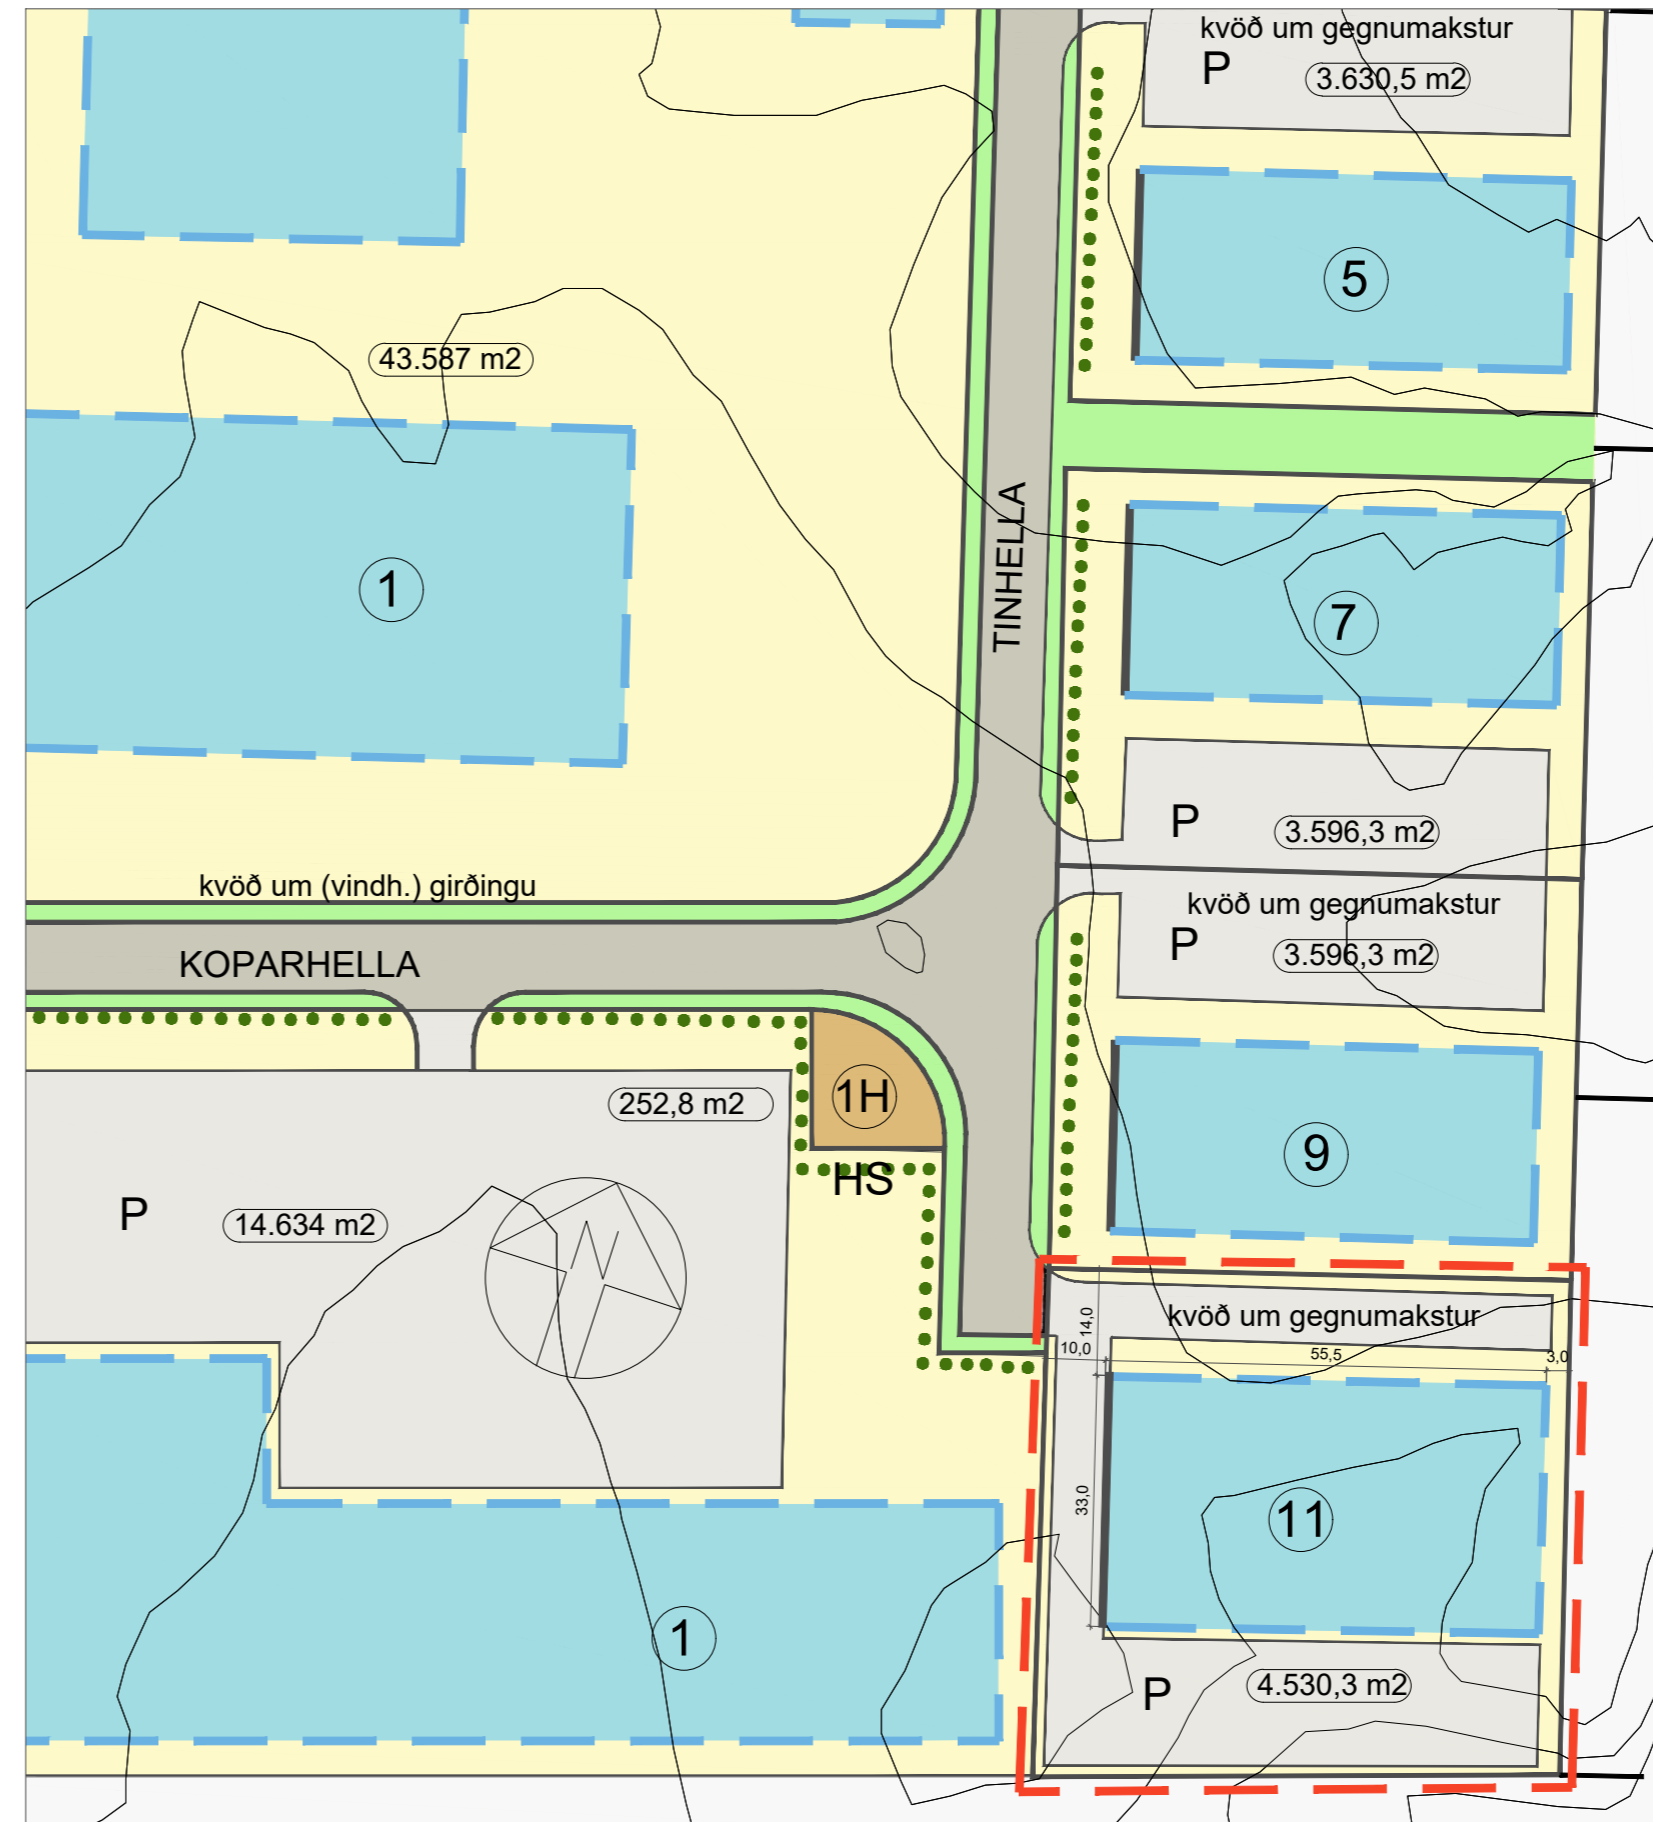 kvöð um gegnumakstur
P
3.630,5 m2
5
43.587 m2
1
TINHELLA
7
P
3.596,3 m2
kvöð um (vindh.) girðingu
kvöð um gegnumakstur
P
3.596,3 m2
KOPARHELLA
252,8 m2
1H
HS
9
P
14.634 m2
N
kvöð um gegnumakstur
14,0
10,0
55,5
3,0
33,0
11
1
P
4.530,3 m2